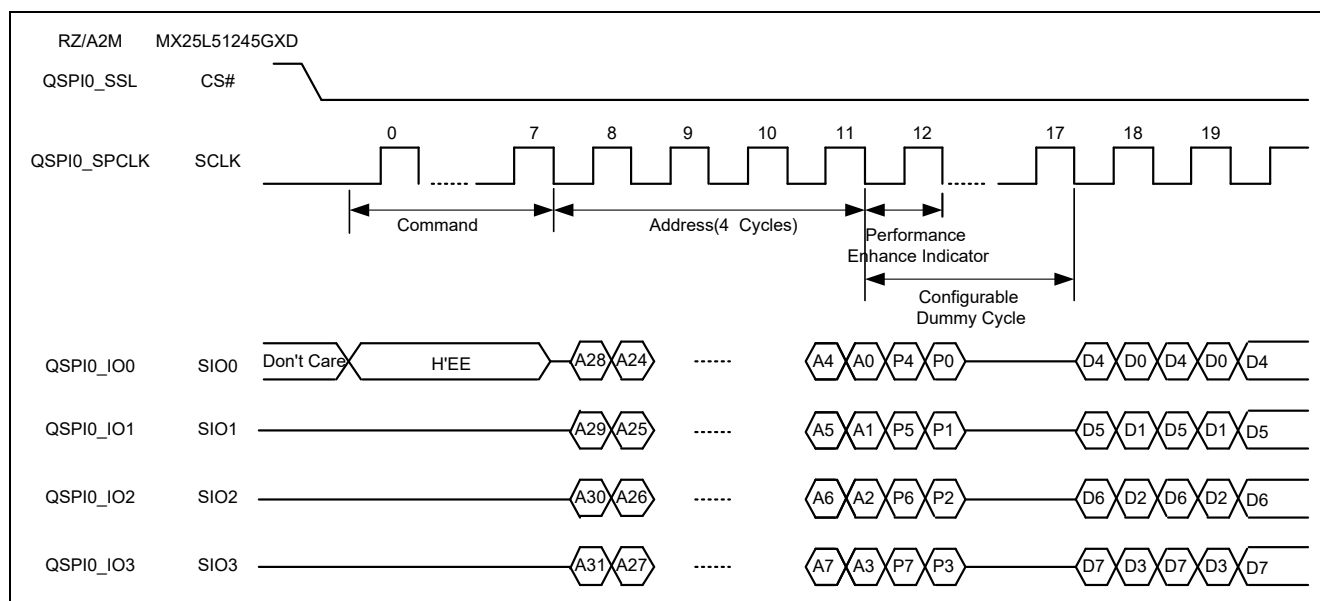 RZ/A2M MX25L51245GXD
QSPI0_SSL CS#
0 7 8 9 10 11 12 17 18 19
QSPI0_SPCLK SCLK
Command Address(4 Cycles) Performance
Enhance Indicator
Configurable
Dummy Cycle
QSPI0_IO0 SIO0 Don't Care H'EE A28 A24 ...... A4 A0 P4 P0 D4 D0 D4 D0 D4
QSPI0_IO1 SIO1 A29 A25 ...... A5 A1 P5 P1 D5 D1 D5 D1 D5
QSPI0_IO2 SIO2 A30 A26 ...... A6 A2 P6 P2 D6 D2 D6 D2 D6
QSPI0_IO3 SIO3 A31 A27 ...... A7 A3 P7 P3 D7 D3 D7 D3 D7